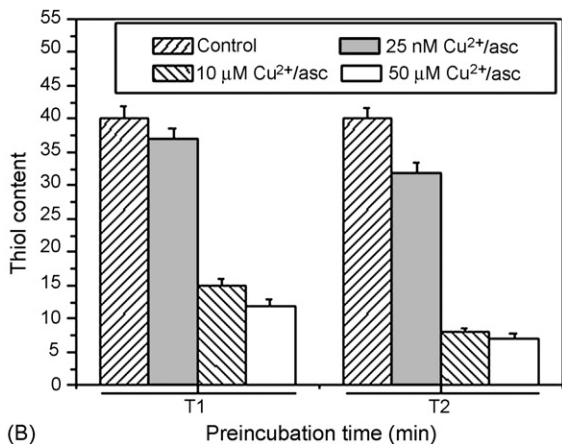 55
50
45
40
35
30
25
20
15
10
5
0
Thiol content
Control
25 nM Cu²⁺/asc
10 μM Cu²⁺/asc
50 μM Cu²⁺/asc
T1
T2
(B)
Preincubation time (min)